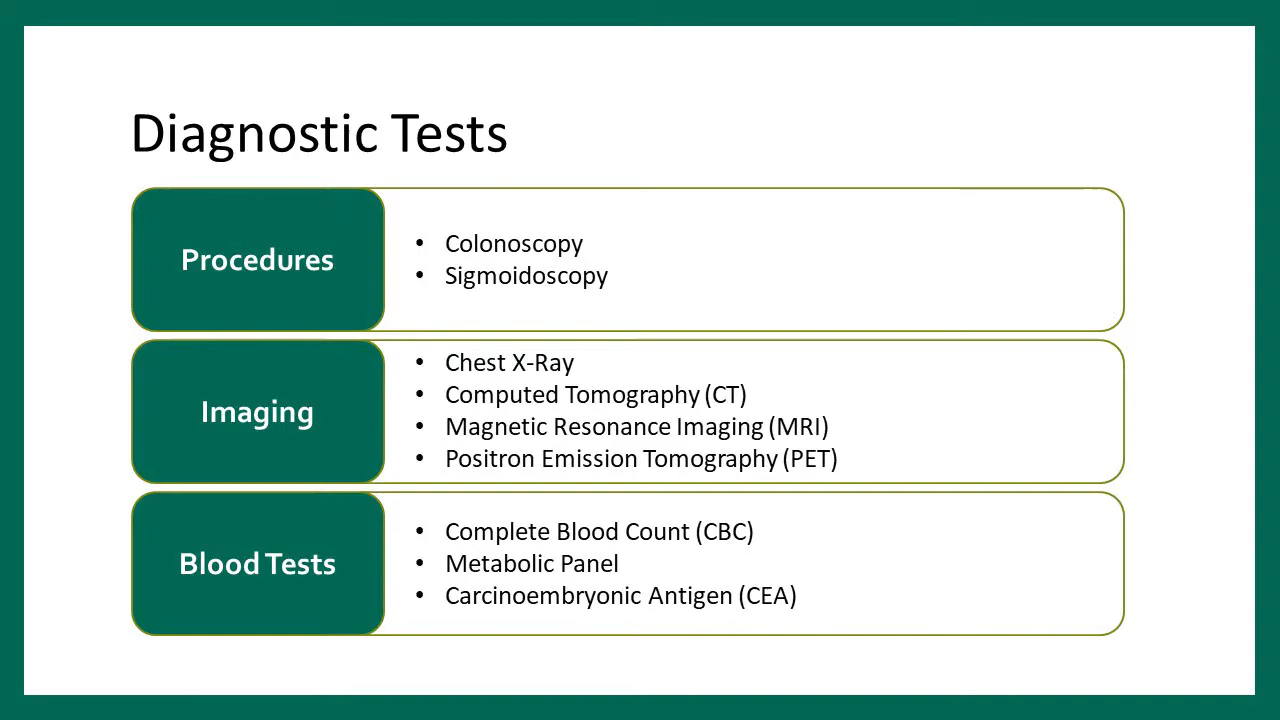 Diagnostic Tests
Procedures
• Colonoscopy
• Sigmoidoscopy
Imaging
• Chest X-Ray
• Computed Tomography (CT)
• Magnetic Resonance Imaging (MRI)
• Positron Emission Tomography (PET)
Blood Tests
• Complete Blood Count (CBC)
• Metabolic Panel
• Carcinoembryonic Antigen (CEA)